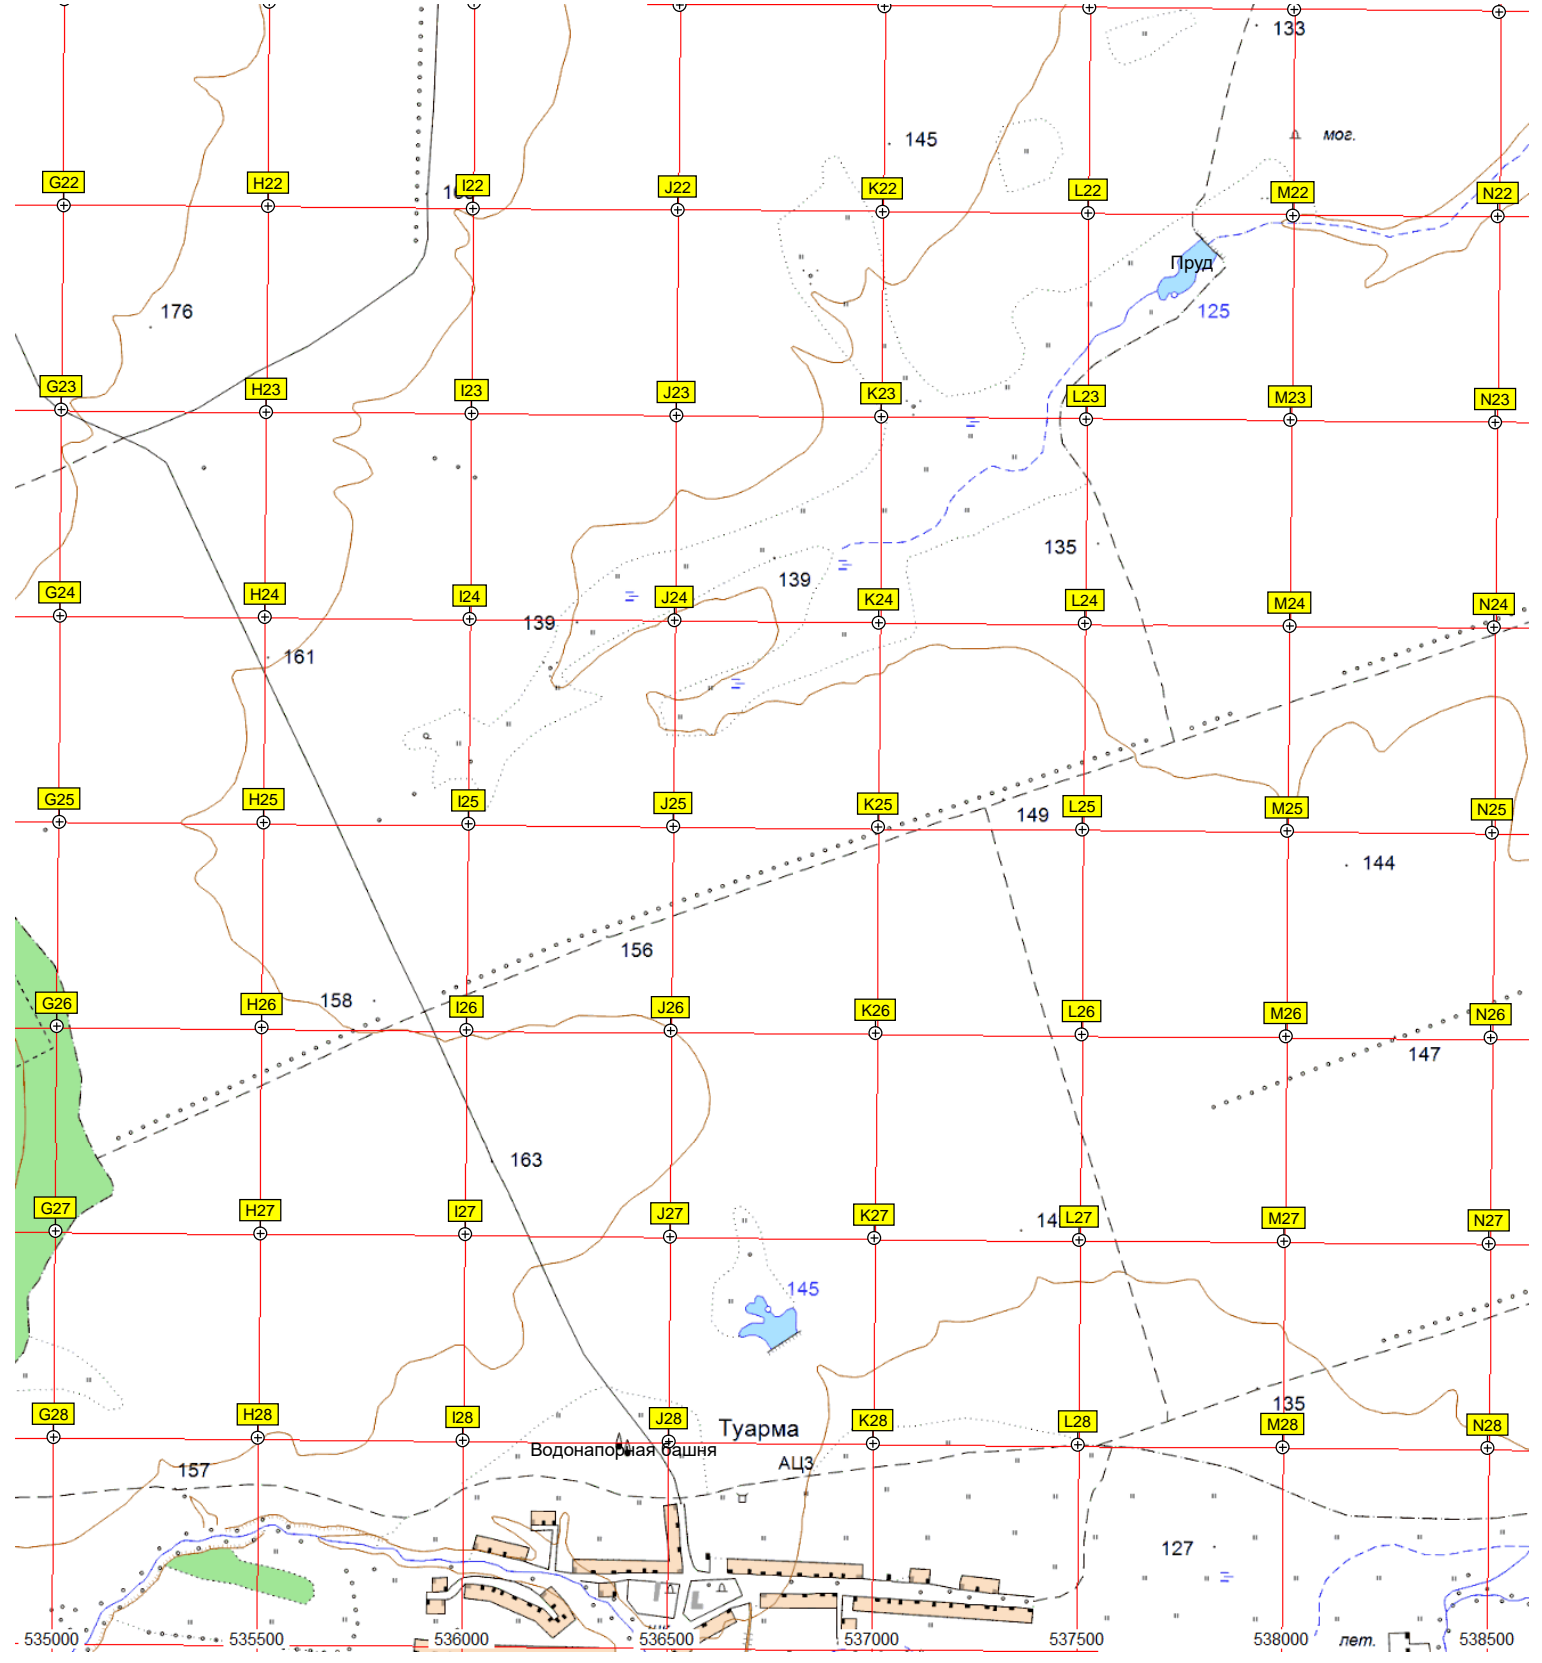 133
145 мог.
G22 H22 I22 J22 K22 L22 M22 N22
Пруд
176 125
G23 H23 I23 J23 K23 L23 M23 N23
135
139
G24 H24 I24 J24 K24 L24 M24 N24
139
161
G25 H25 I25 J25 K25 L25 M25 N25
149
144
156
G26 H26 I26 J26 K26 L26 M26 N26
158
147
163
G27 H27 I27 J27 K27 L27 M27 N27
145
135
G28 H28 I28 J28 K28 L28 M28 N28
Туарма
Водонапорная башня
АЦЗ
157
127
535000 535500 536000 536500 537000 537500 538000 лет. 538500